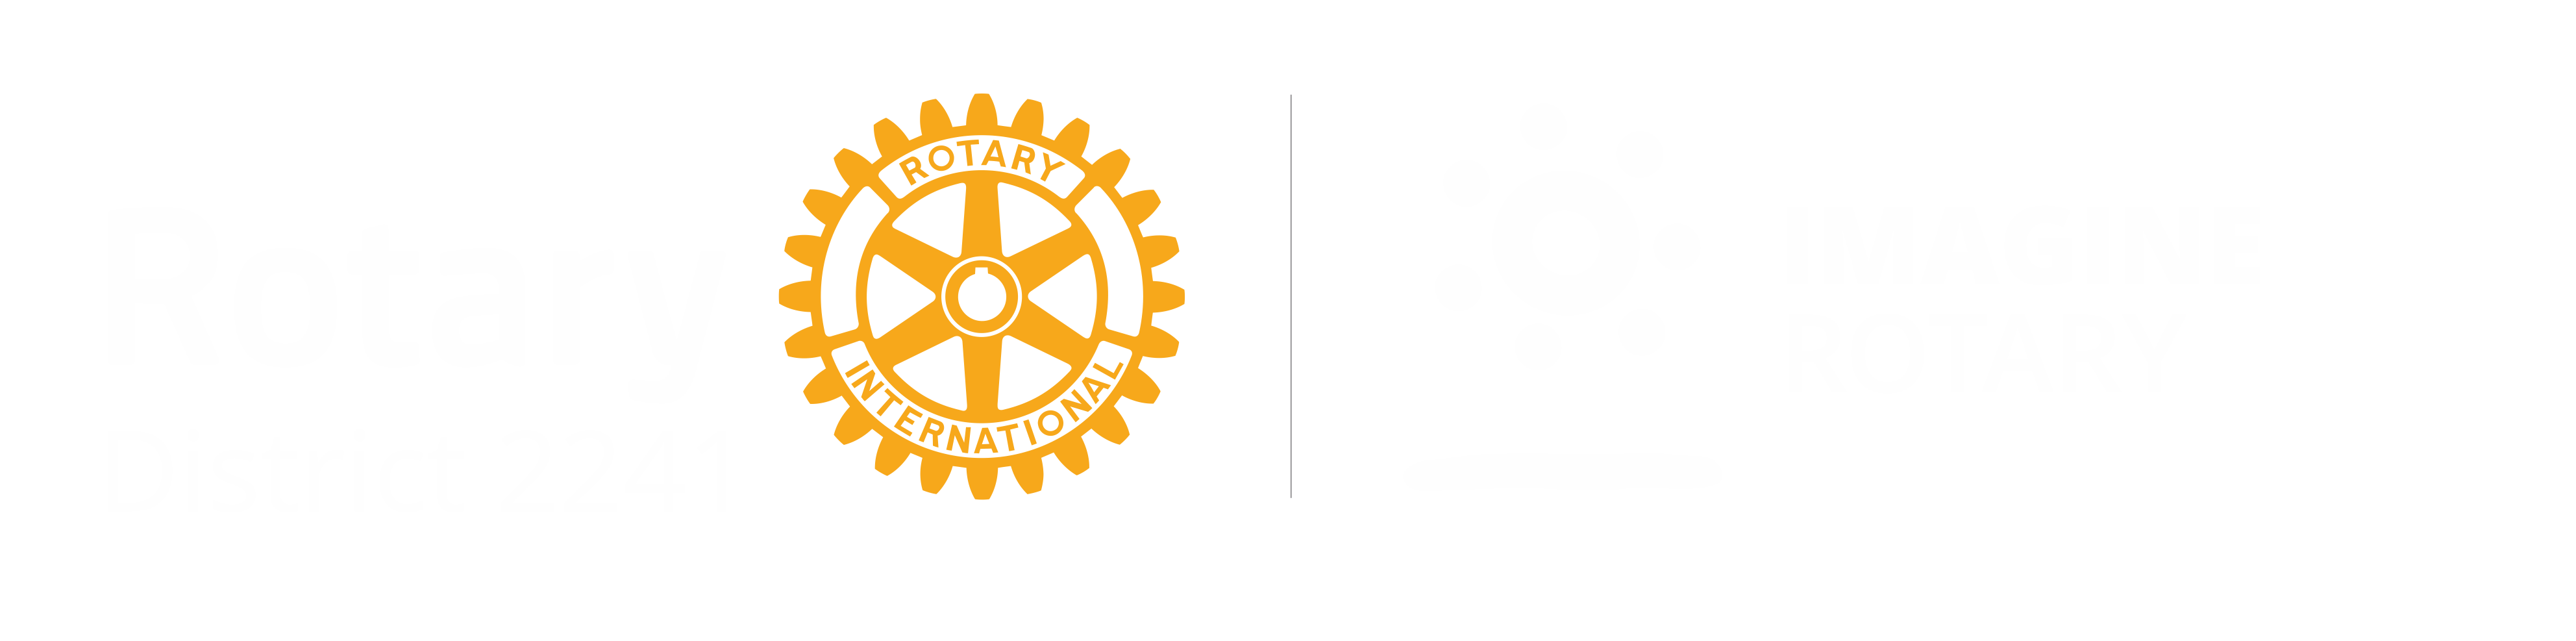 Rotary
District 2241
ROTARY
INTERNATIONAL
IMAGINE
ROTARY